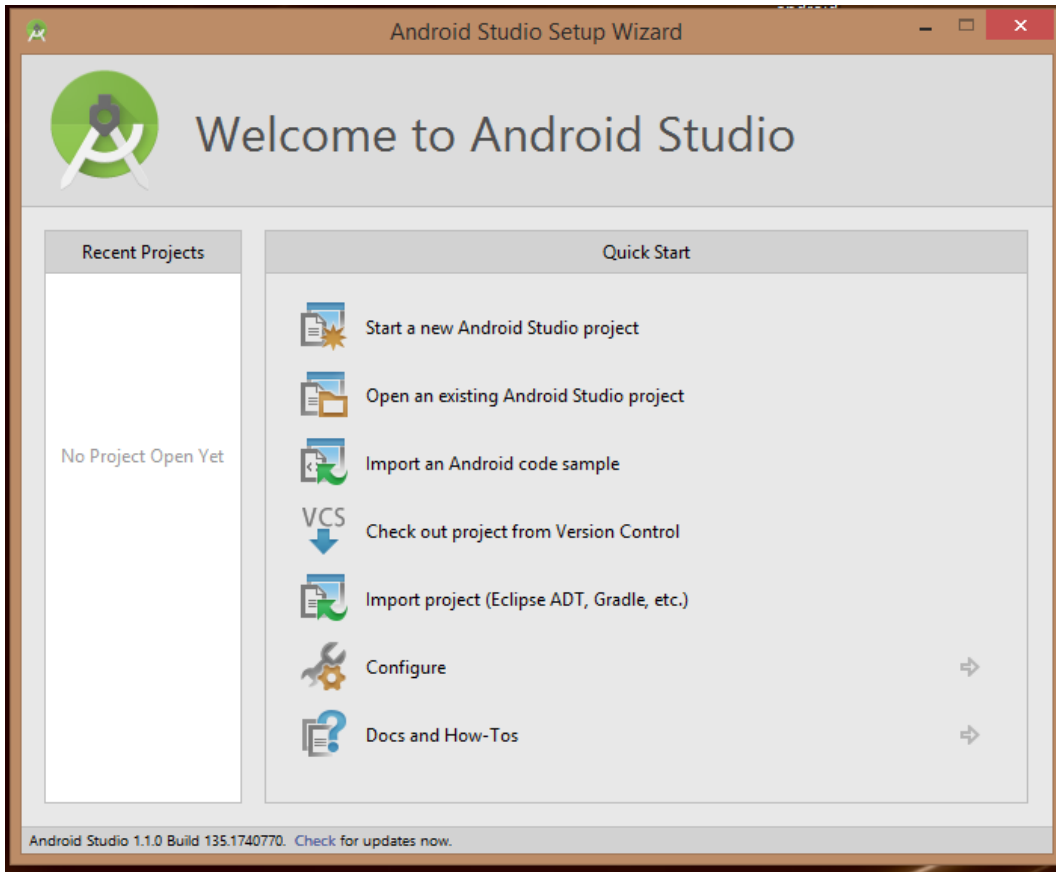 Android Studio Setup Wizard
Welcome to Android Studio
Recent Projects
No Project Open Yet
Quick Start
Start a new Android Studio project
Open an existing Android Studio project
Import an Android code sample
VCS
Check out project from Version Control
Import project (Eclipse ADT, Gradle, etc.)
Configure
Docs and How-Tos
Android Studio 1.1.0 Build 135.1740770. Check for updates now.